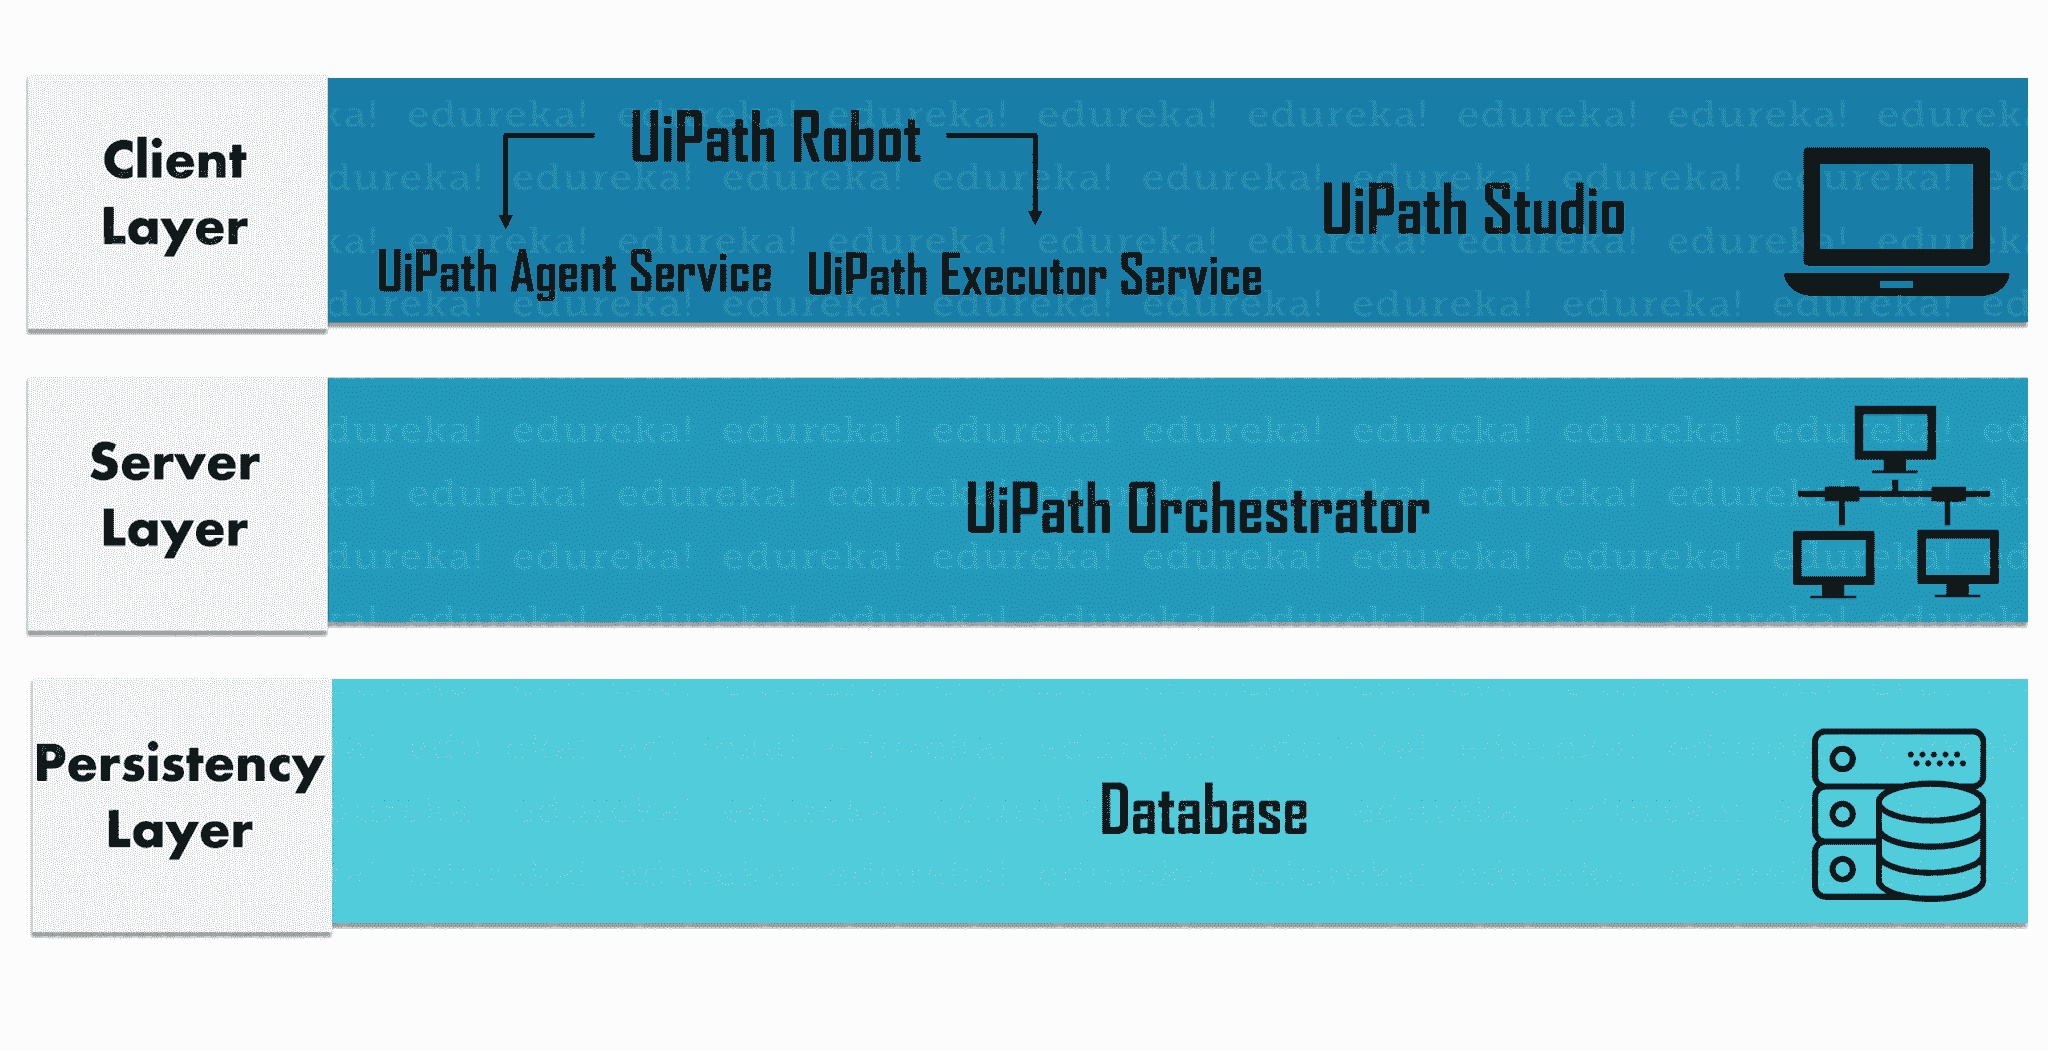 Client
Layer
UiPath Robot
UiPath Agent Service
UiPath Executor Service
UiPath Studio
Server
Layer
UiPath Orchestrator
Persistency
Layer
Database
edureka!